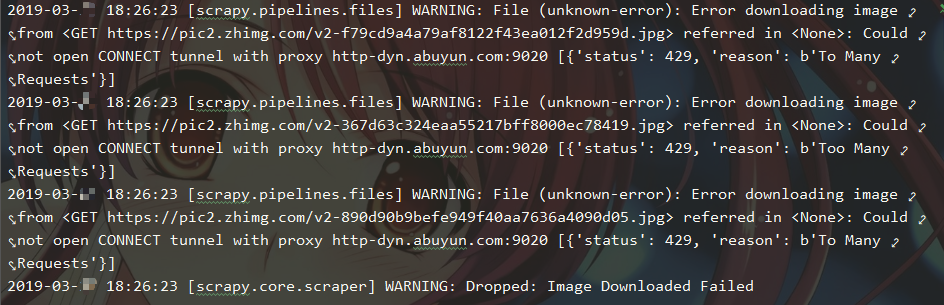 2019-03- 18:26:23 [scrapy.pipelines.files] WARNING: File (unknown-error): Error downloading image
from <GET https://pic2.zhimg.com/v2-f79cd9a4a79af8122f43ea012f2d959d.jpg> referred in <None>: Could
not open CONNECT tunnel with proxy http-dyn.abuyun.com:9020 [{'status': 429, 'reason': b'To Many
Requests'}]
2019-03- 18:26:23 [scrapy.pipelines.files] WARNING: File (unknown-error): Error downloading image
from <GET https://pic2.zhimg.com/v2-367d63c324eaa55217bff8000ec78419.jpg> referred in <None>: Could
not open CONNECT tunnel with proxy http-dyn.abuyun.com:9020 [{'status': 429, 'reason': b'Too Many
Requests'}]
2019-03- 18:26:23 [scrapy.pipelines.files] WARNING: File (unknown-error): Error downloading image
from <GET https://pic2.zhimg.com/v2-890d90b9befe949f40aa7636a4090d05.jpg> referred in <None>: Could
not open CONNECT tunnel with proxy http-dyn.abuyun.com:9020 [{'status': 429, 'reason': b'To Many
Requests'}]
2019-03- 18:26:23 [scrapy.core.scraper] WARNING: Dropped: Image Downloaded Failed